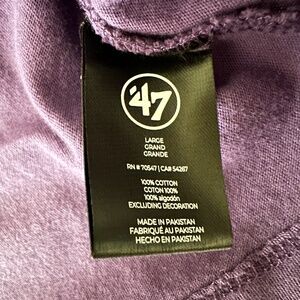 '47
LARGE
GRAND
GRANDE
RN # 70547 | CA# 54267
100% COTTON
COTON 100%
100% algodón
EXCLUDING DECORATION
MADE IN PAKISTAN
FABRIQUÉ AU PAKISTAN
HECHO EN PAKISTAN